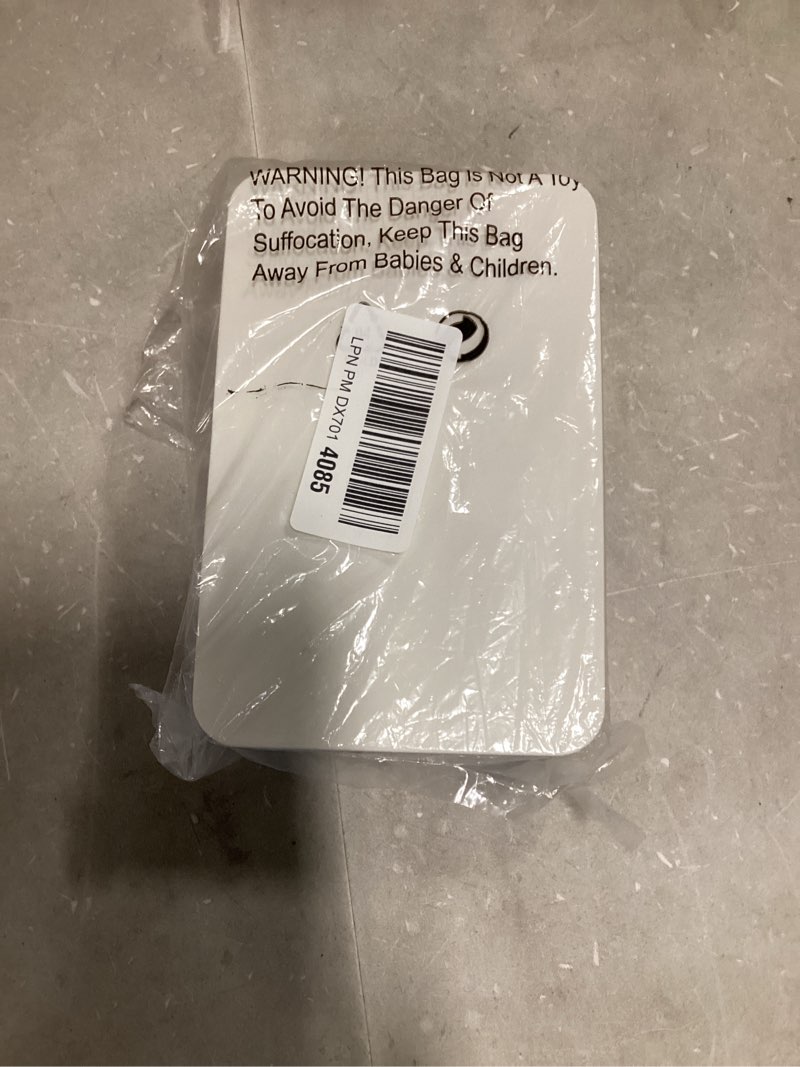 WARNING! This Bag Is Not A Toy
To Avoid The Danger Of
Suffocation, Keep This Bag
Away From Babies & Children.
LPN PM DX701 4085